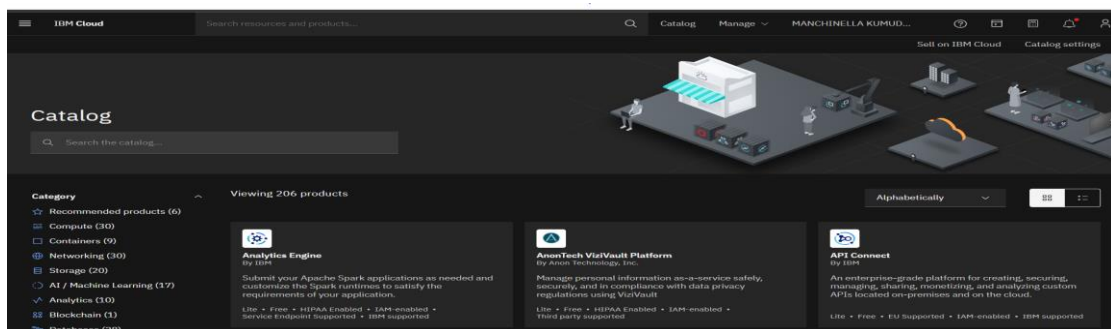 IBM Cloud
Search resources and products...
Catalog
Manage
MANCHINELLA KUMUD...
Sell on IBM Cloud
Catalog settings
Catalog
Search the catalog...
Category
Recommended products (6)
Compute (30)
Containers (9)
Networking (30)
Storage (20)
AI / Machine Learning (17)
Analytics (10)
Blockchain (1)
Viewing 206 products
Alphabetically
Analytics Engine
By IBM
Submit your Apache Spark applications as needed and
customize the Spark runtimes to satisfy the
requirements of your application.
Lite • Free • HIPAA Enabled • IAM-enabled •
Service Endpoint Supported • IBM supported
AnonTech ViziVault Platform
By Anon Technology, Inc.
Manage personal information as-a-service safely,
securely, and in compliance with data privacy
regulations using ViziVault
Lite • Free • HIPAA Enabled • IAM-enabled •
Third party supported
API Connect
By IBM
An enterprise-grade platform for creating, securing,
managing, sharing, monetizing, and analyzing custom
APIs located on-premises and on the cloud.
Lite • Free • EU Supported • IAM-enabled • IBM supported